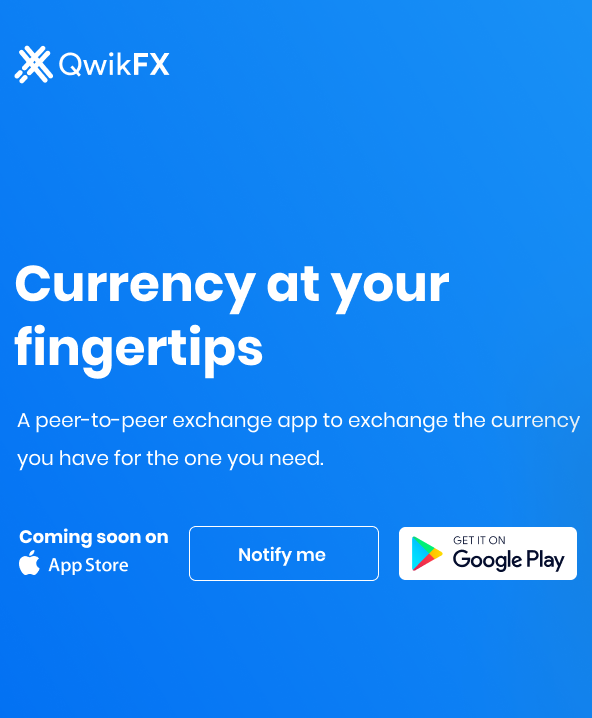 QwikFX
Currency at your
fingertips
A peer-to-peer exchange app to exchange the currency
you have for the one you need.
Coming soon on
App Store
Notify me
GET IT ON
Google Play